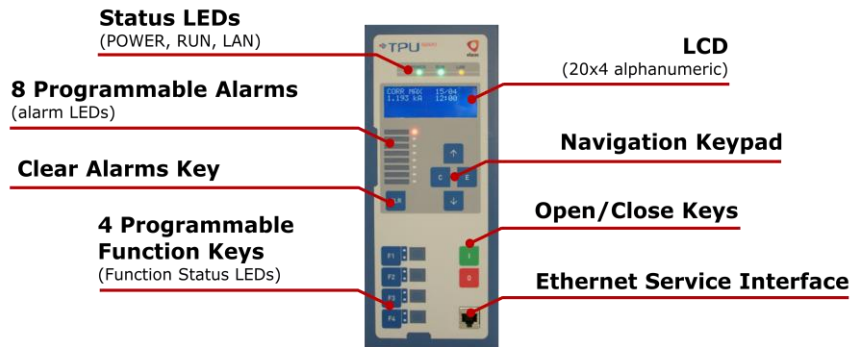 Status LEDs
(POWER, RUN, LAN)
8 Programmable Alarms
(alarm LEDs)
Clear Alarms Key
4 Programmable
Function Keys
(Function Status LEDs)
TPU
efacec
CORR MAX 15/04
1.193 kA 12:00
C E
F1
F2
F3
F4
I
O
LCD
(20x4 alphanumeric)
Navigation Keypad
Open/Close Keys
Ethernet Service Interface